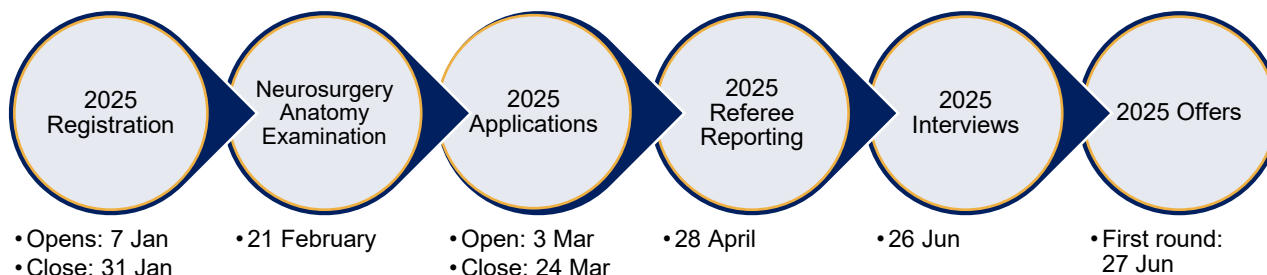 2025
Registration
Neurosurgery
Anatomy
Examination
2025
Applications
2025
Referee
Reporting
2025
Interviews
2025 Offers
• Opens: 7 Jan
• Close: 31 Jan
• 21 February
• Open: 3 Mar
• Close: 24 Mar
• 28 April
• 26 Jun
• First round:
27 Jun